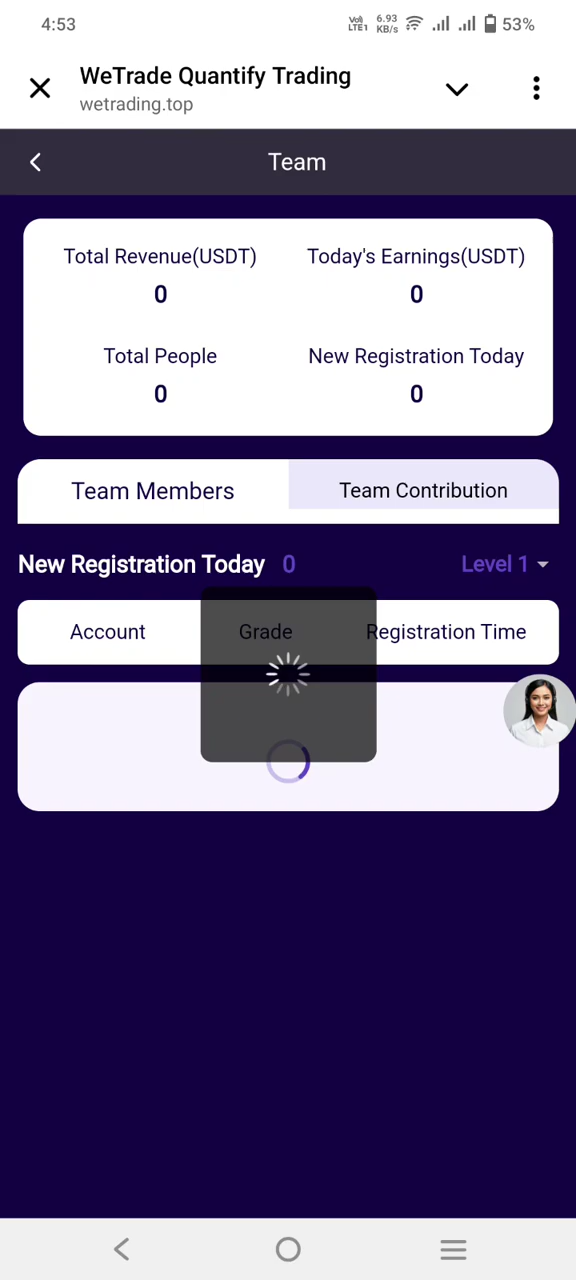 4:53
Vo) LTE1 6.93 KB/s 53%
WeTrade Quantify Trading
wetrading.top
Team
Total Revenue(USDT) Today's Earnings(USDT)
0 0
Total People New Registration Today
0 0
Team Members Team Contribution
New Registration Today 0 Level 1
Account Grade Registration Time